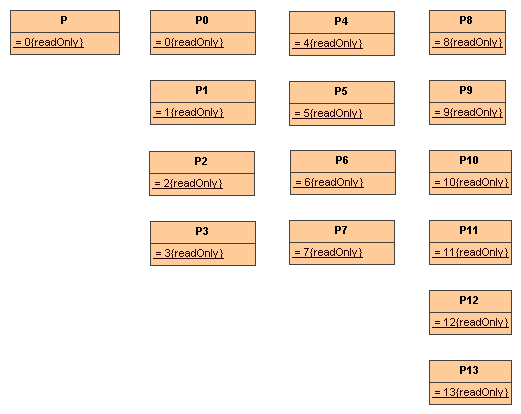 P
= 0{readOnly}
P0
= 0{readOnly}
P1
= 1{readOnly}
P2
= 2{readOnly}
P3
= 3{readOnly}
P4
= 4{readOnly}
P5
= 5{readOnly}
P6
= 6{readOnly}
P7
= 7{readOnly}
P8
= 8{readOnly}
P9
= 9{readOnly}
P10
= 10{readOnly}
P11
= 11{readOnly}
P12
= 12{readOnly}
P13
= 13{readOnly}